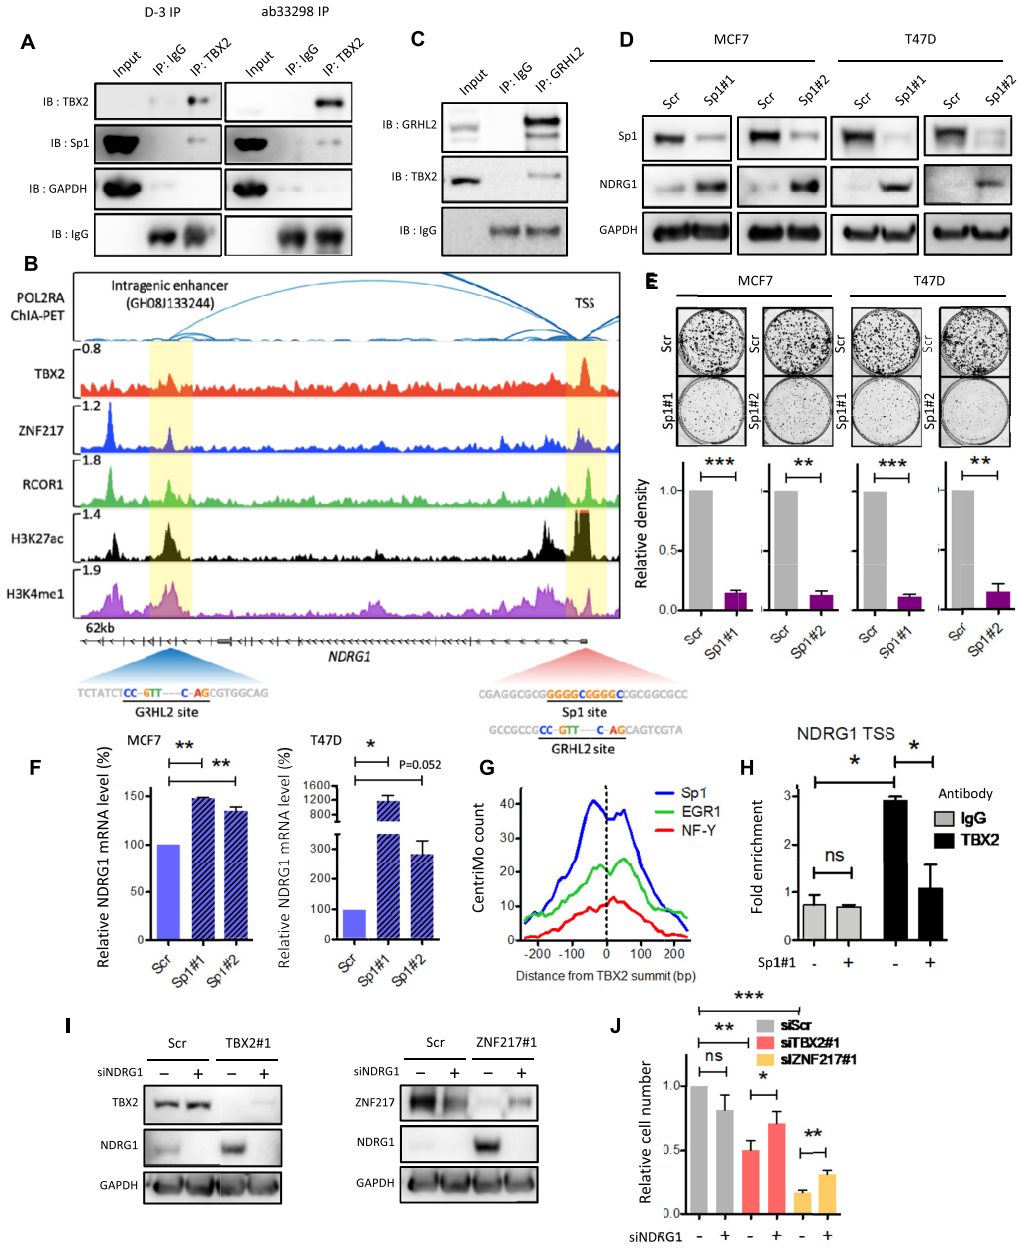 D-3 IP
ab33298 IP
A
Input
IP: IgG
IP: TBX2
Input
IP: IgG
IP: TBX2
IB : TBX2
IB : Sp1
IB : GAPDH
IB : IgG
C
Input
IP: IgG
IP: GRHL2
IB : GRHL2
IB : TBX2
IB : IgG
D
MCF7
T47D
Scr
Sp1#1
Scr
Sp1#2
Scr
Sp1#1
Scr
Sp1#2
Sp1
NDRG1
GAPDH
B
POL2RA
ChIA-PET
Intragenic enhancer
(GH08J133244)
TSS
0.8
TBX2
1.2
ZNF217
1.8
RCOR1
1.4
H3K27ac
1.9
H3K4me1
62kb
NDRG1
TCTATCTCC-GTT---C-AGCGTGGCAG
GRHL2 site
CGAGGCGCGGGGGCGGGGCCGCGGCGCC
Sp1 site
GCCGCCGCC-GTT---C-AGCAGTCGTA
GRHL2 site
E
MCF7
T47D
Scr
Scr
Scr
Scr
Sp1#1
Sp1#2
Sp1#1
Sp1#2
Relative density
1.0
0.5
0.0
***
**
***
**
Scr
Sp1#1
Scr
Sp1#2
Scr
Sp1#1
Scr
Sp1#2
F
MCF7
Relative NDRG1 mRNA level (%)
150
100
50
0
**
**
Scr
Sp1#1
Sp1#2
T47D
Relative NDRG1 mRNA level (%)
1600
1200
800
300
200
100
0
*
P=0.052
Scr
Sp1#1
Sp1#2
G
Sp1
EGR1
NF-Y
CentriMo count
40
30
20
10
0
-200
-100
0
100
200
Distance from TBX2 summit (bp)
H
NDRG1 TSS
Antibody
IgG
TBX2
Fold enrichment
3
2
1
0
ns
*
*
Sp1#1
-
+
-
+
I
Scr
TBX2#1
siNDRG1
–
+
–
+
TBX2
NDRG1
GAPDH
Scr
ZNF217#1
siNDRG1
–
+
–
+
ZNF217
NDRG1
GAPDH
J
siScr
siTBX2#1
siZNF217#1
Relative cell number
1.0
0.5
0.0
***
**
ns
*
**
siNDRG1
-
+
-
+
-
+